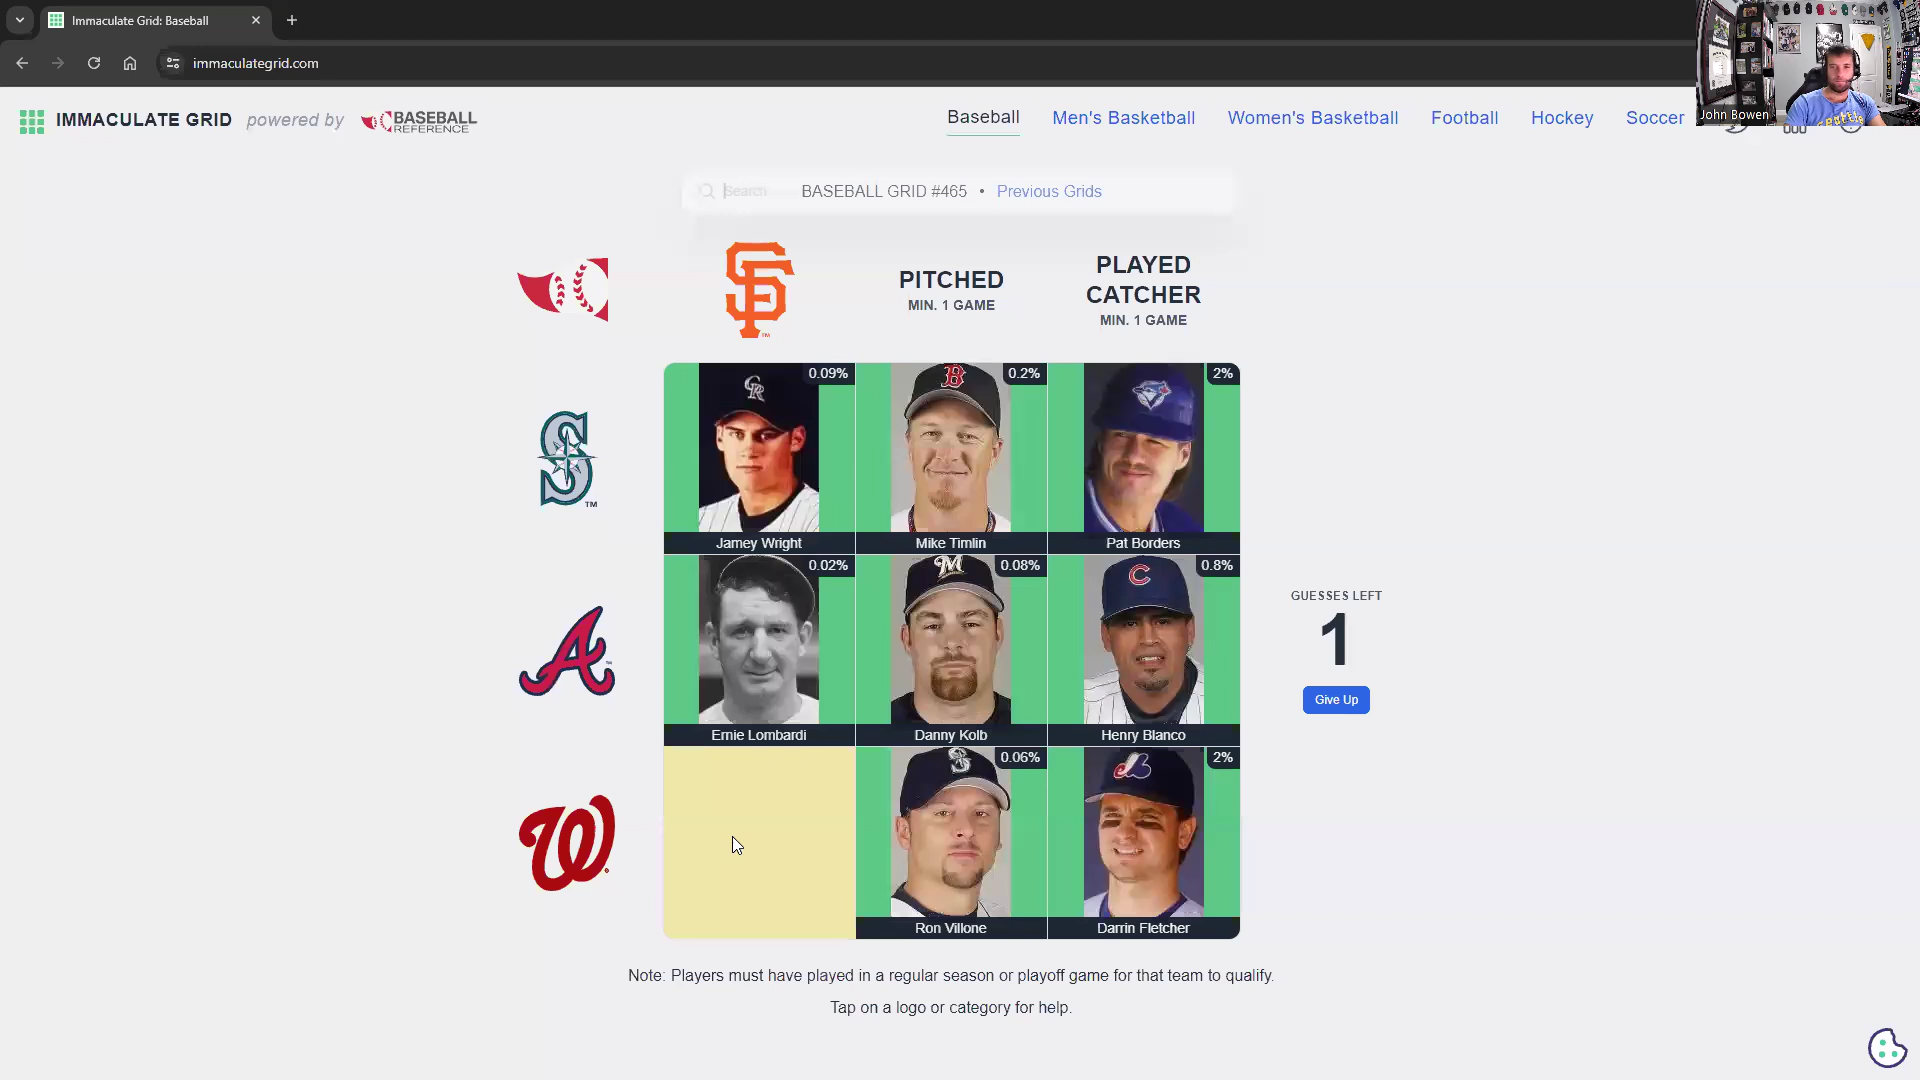 Immaculate Grid: Baseball
immaculategrid.com
John Bowen
IMMACULATE GRID powered by BASEBALL REFERENCE
Baseball Men's Basketball Women's Basketball Football Hockey Soccer
Search BASEBALL GRID #465 • Previous Grids
SF PITCHED MIN. 1 GAME
PLAYED CATCHER MIN. 1 GAME
0.09% 0.2% 2%
Jamey Wright Mike Timlin Pat Borders
0.02% 0.08% 0.8%
Ernie Lombardi Danny Kolb Henry Blanco
GUESSES LEFT
1
Give Up
0.06% 2%
Ron Villone Darrin Fletcher
Note: Players must have played in a regular season or playoff game for that team to qualify.
Tap on a logo or category for help.